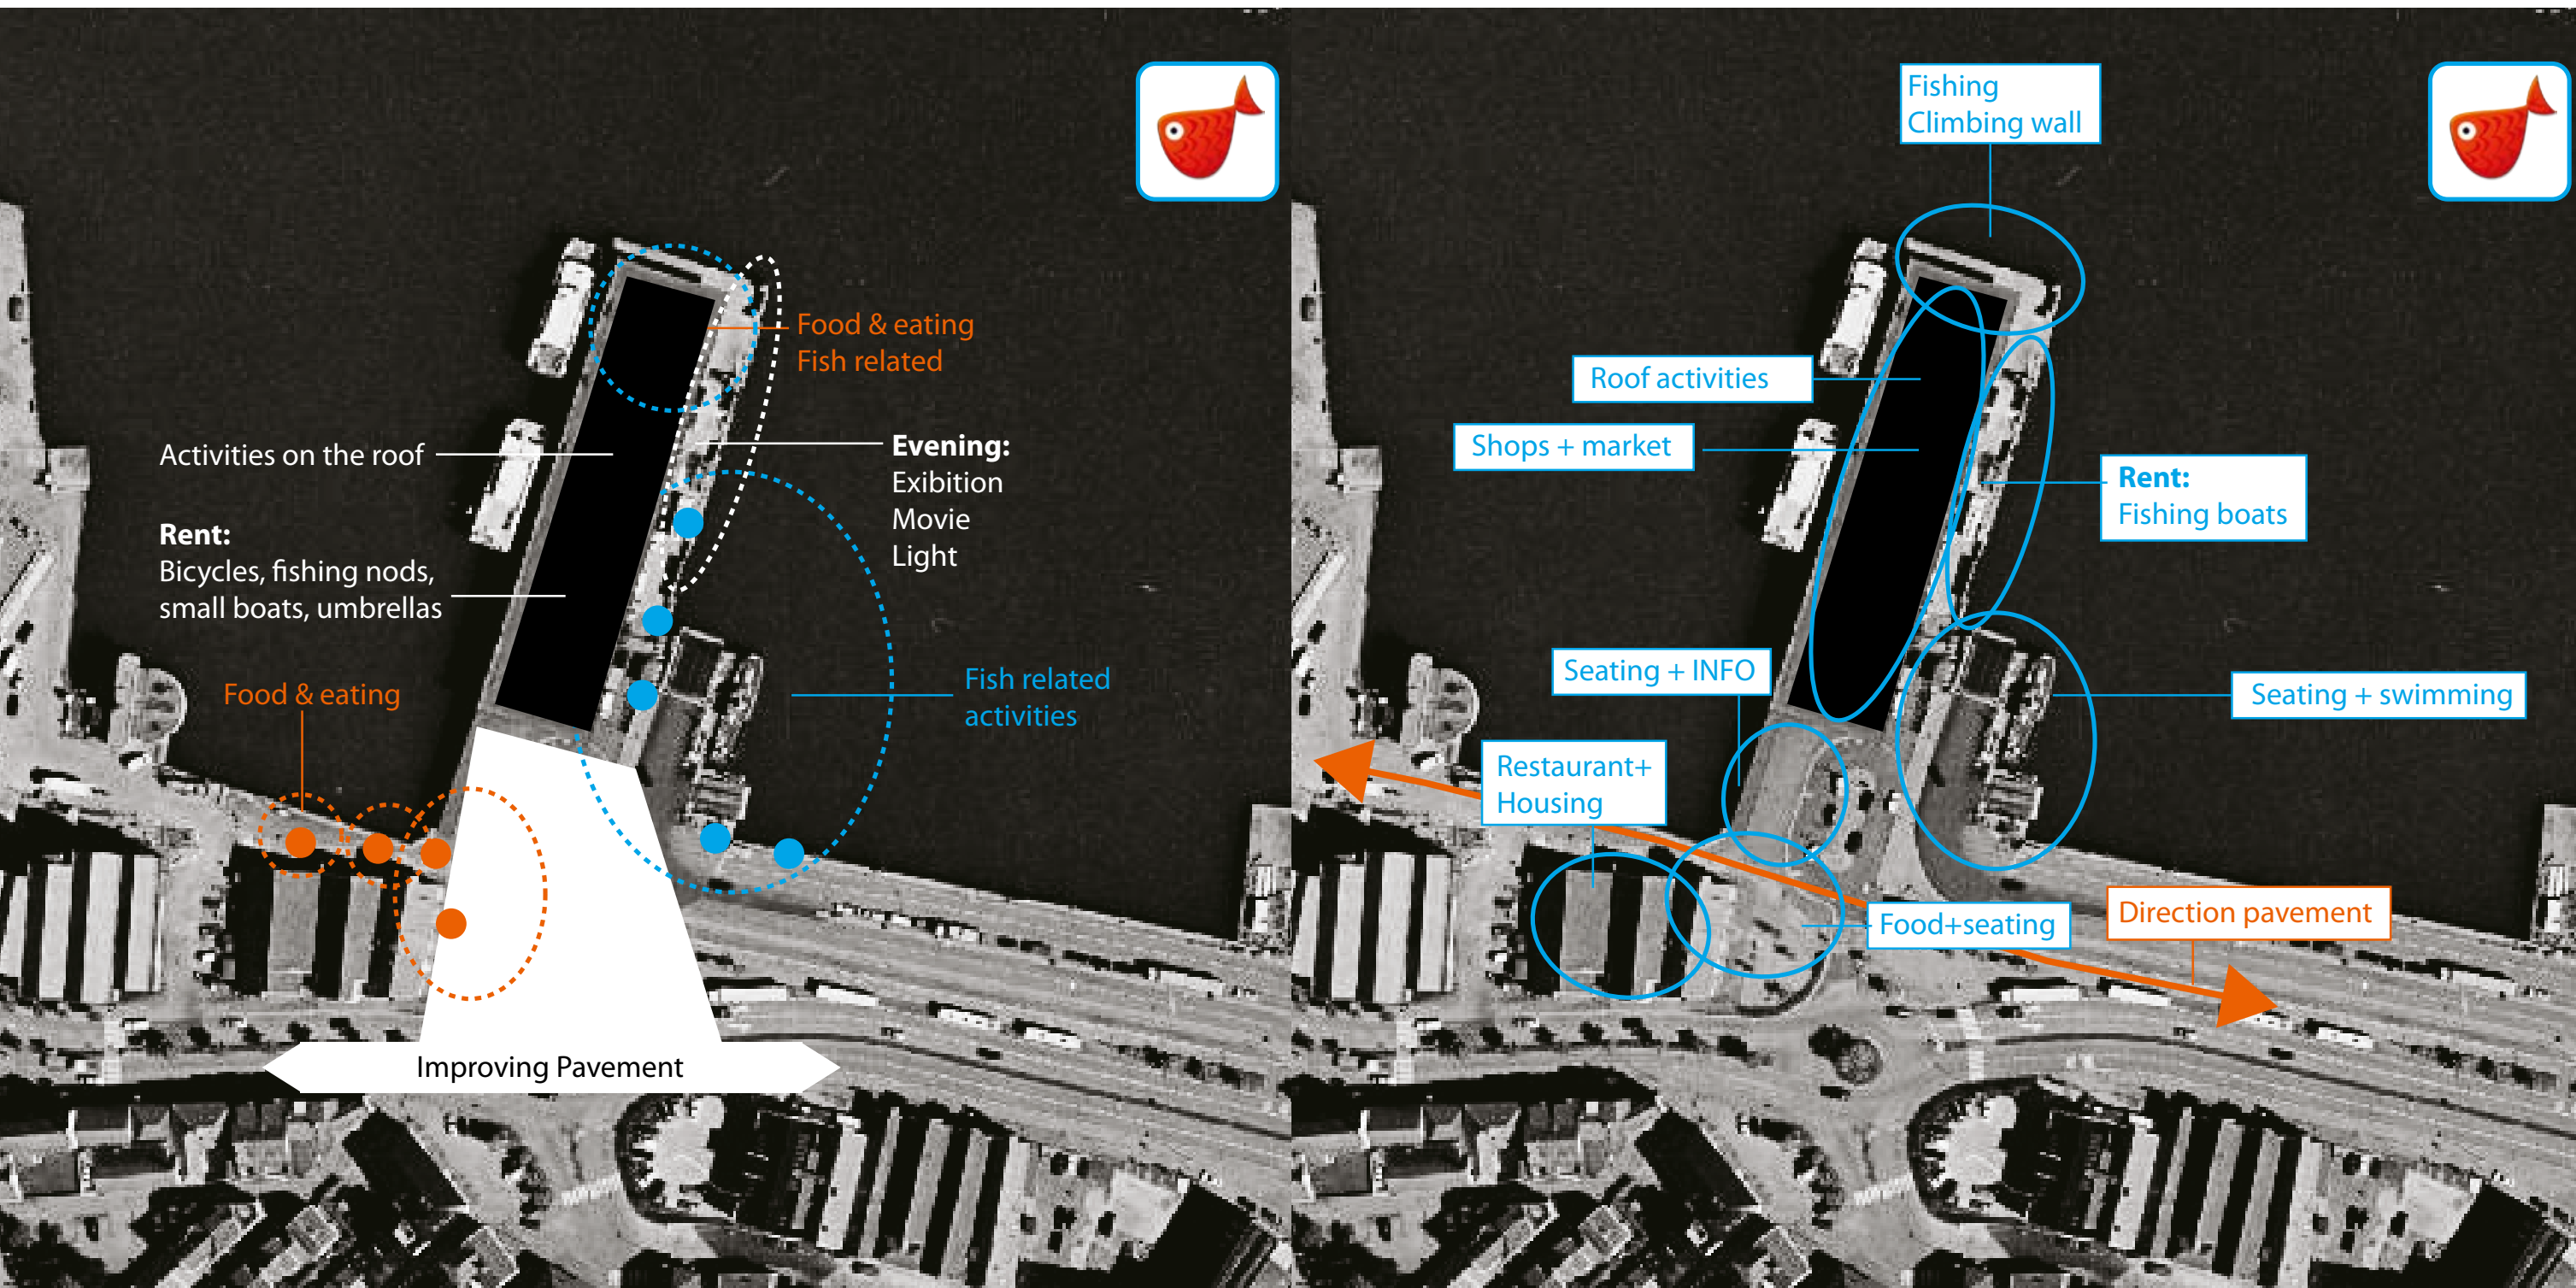 Food & eating
Fish related
Activities on the roof
Evening:
Exibition
Movie
Light
Rent:
Bicycles, fishing nods,
small boats, umbrellas
Food & eating
Fish related
activities
Improving Pavement
Fishing
Climbing wall
Roof activities
Shops + market
Rent:
Fishing boats
Seating + INFO
Seating + swimming
Restaurant+
Housing
Food+seating
Direction pavement